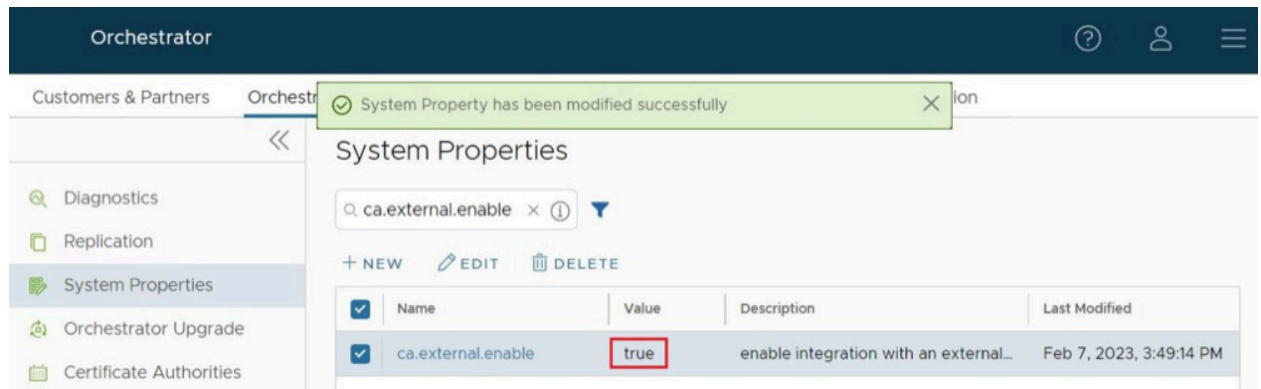 Orchestrator
Customers & Partners Orchestr ion
System Property has been modified successfully
System Properties
Diagnostics
Replication
System Properties
Orchestrator Upgrade
Certificate Authorities
ca.external.enable
+ NEW EDIT DELETE
Name Value Description Last Modified
ca.external.enable true enable integration with an external... Feb 7, 2023, 3:49:14 PM